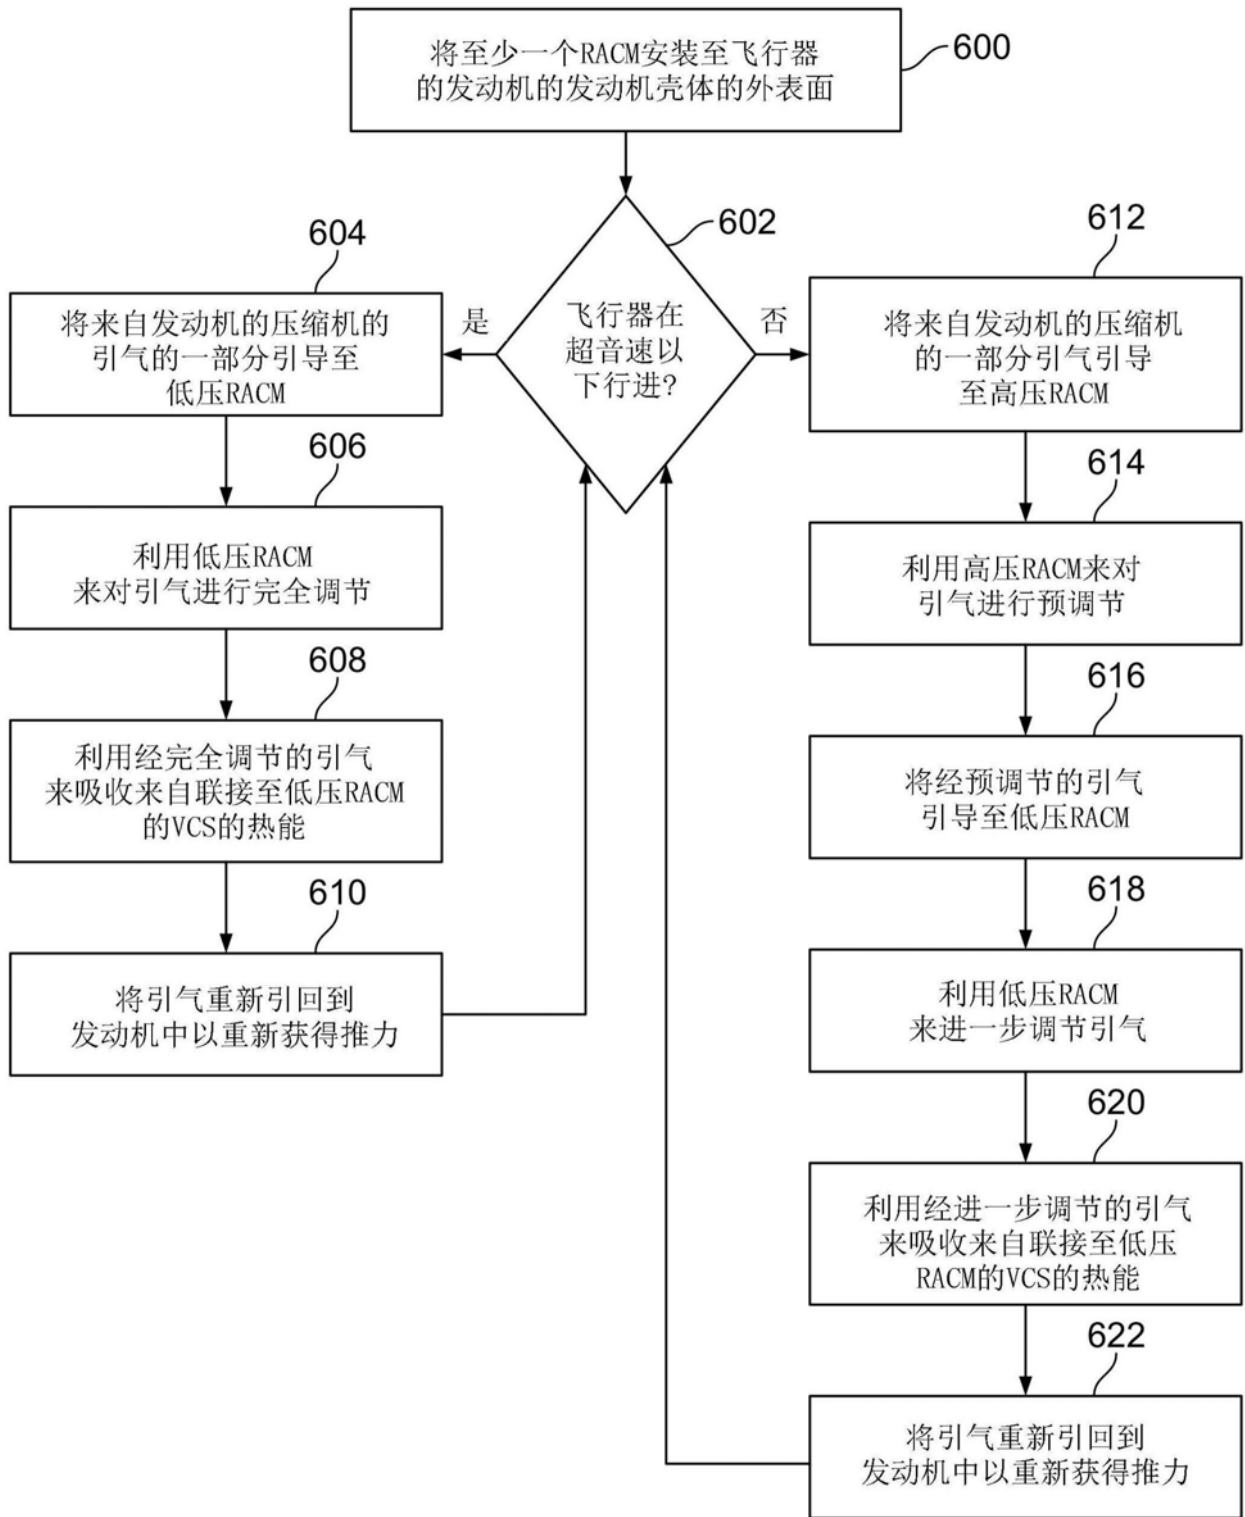 将至少一个RACM安装至飞行器
的发动机的发动机壳体的外表面
600
602
飞行器在
超音速以
下行进?
是
否
604
将来自发动机的压缩机的
引气的一部分引导至
低压RACM
606
利用低压RACM
来对引气进行完全调节
608
利用经完全调节的引气
来吸收来自联接至低压RACM
的VCS的热能
610
将引气重新引回到
发动机中以重新获得推力
612
将来自发动机的压缩机
的一部分引气引导
至高压RACM
614
利用高压RACM来对
引气进行预调节
616
将经预调节的引气
引导至低压RACM
618
利用低压RACM
来进一步调节引气
620
利用经进一步调节的引气
来吸收来自联接至低压
RACM的VCS的热能
622
将引气重新引回到
发动机中以重新获得推力